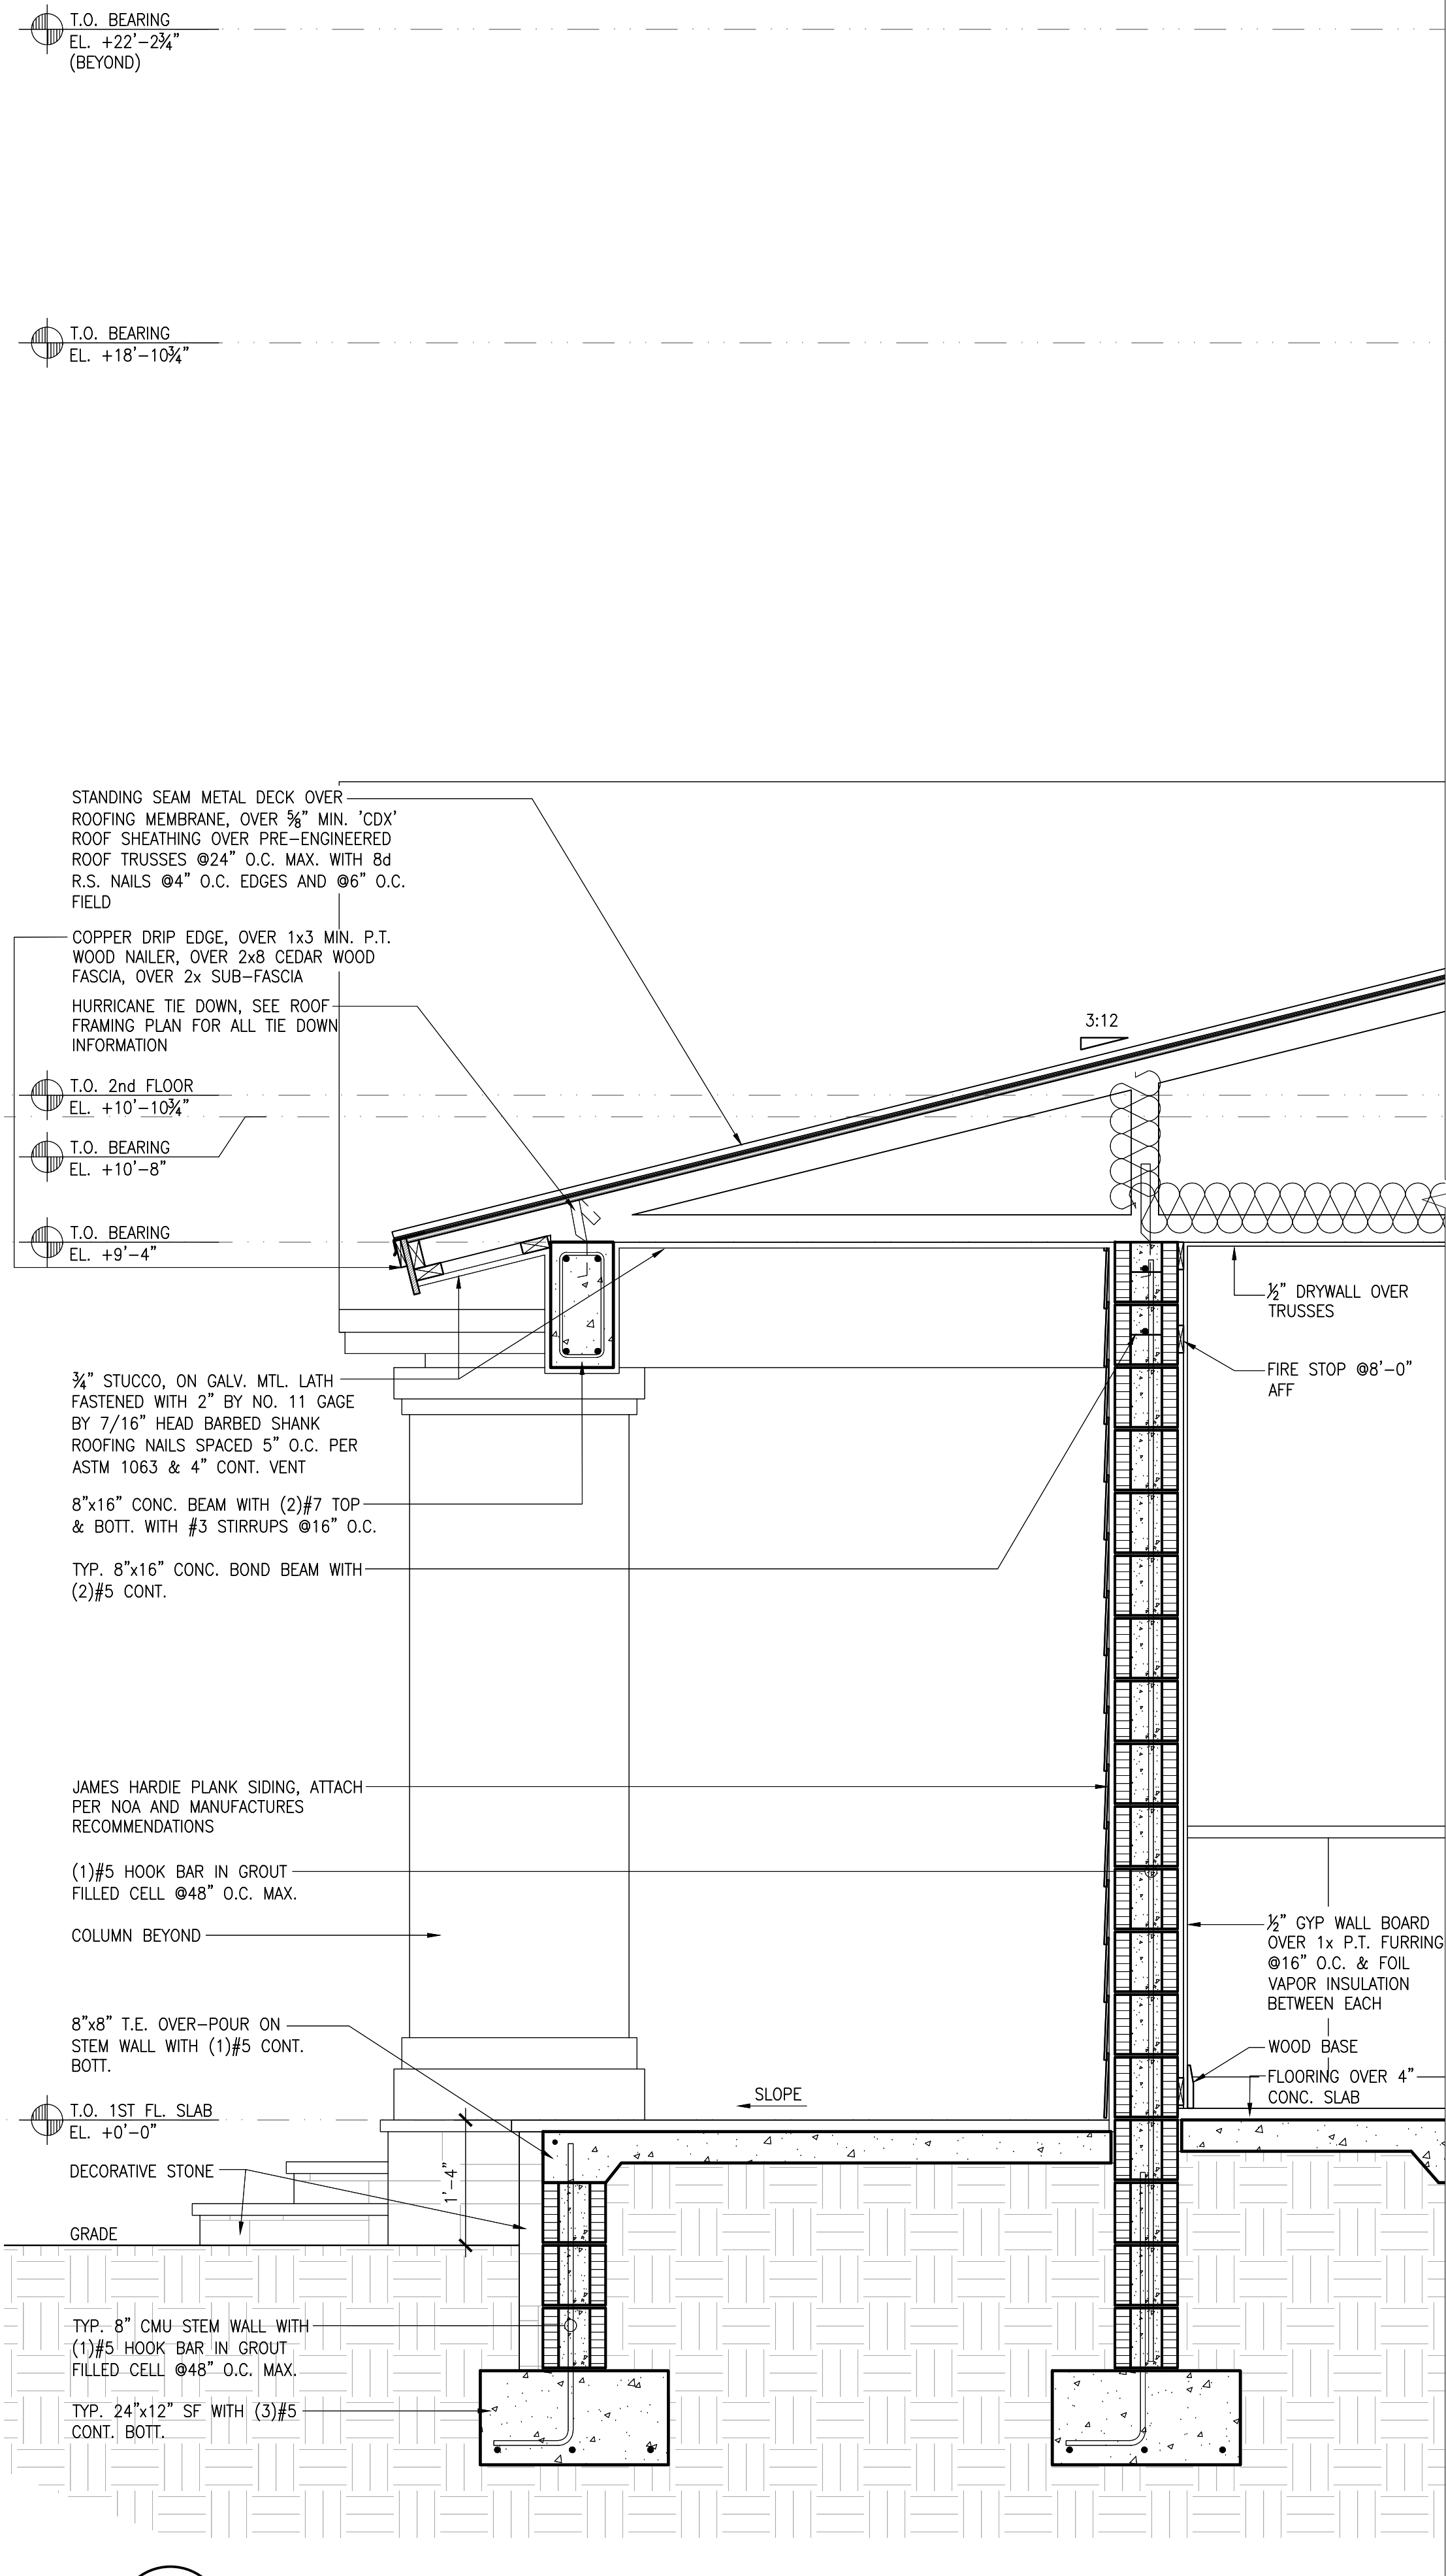 T.O. BEARING
EL. +22'-2¾"
(BEYOND)
T.O. BEARING
EL. +18'-10¾"
STANDING SEAM METAL DECK OVER
ROOFING MEMBRANE, OVER ⅝" MIN. 'CDX'
ROOF SHEATHING OVER PRE-ENGINEERED
ROOF TRUSSES @24" O.C. MAX. WITH 8d
R.S. NAILS @4" O.C. EDGES AND @6" O.C.
FIELD
COPPER DRIP EDGE, OVER 1x3 MIN. P.T.
WOOD NAILER, OVER 2x8 CEDAR WOOD
FASCIA, OVER 2x SUB-FASCIA
HURRICANE TIE DOWN, SEE ROOF
FRAMING PLAN FOR ALL TIE DOWN
INFORMATION
3:12
T.O. 2nd FLOOR
EL. +10'-10¾"
T.O. BEARING
EL. +10'-8"
T.O. BEARING
EL. +9'-4"
½" DRYWALL OVER
TRUSSES
FIRE STOP @8'-0"
AFF
¾" STUCCO, ON GALV. MTL. LATH
FASTENED WITH 2" BY NO. 11 GAGE
BY 7/16" HEAD BARBED SHANK
ROOFING NAILS SPACED 5" O.C. PER
ASTM 1063 & 4" CONT. VENT
8"x16" CONC. BEAM WITH (2)#7 TOP
& BOTT. WITH #3 STIRRUPS @16" O.C.
TYP. 8"x16" CONC. BOND BEAM WITH
(2)#5 CONT.
JAMES HARDIE PLANK SIDING, ATTACH
PER NOA AND MANUFACTURES
RECOMMENDATIONS
(1)#5 HOOK BAR IN GROUT
FILLED CELL @48" O.C. MAX.
COLUMN BEYOND
½" GYP WALL BOARD
OVER 1x P.T. FURRING
@16" O.C. & FOIL
VAPOR INSULATION
BETWEEN EACH
8"x8" T.E. OVER-POUR ON
STEM WALL WITH (1)#5 CONT.
BOTT.
WOOD BASE
FLOORING OVER 4"
CONC. SLAB
SLOPE
T.O. 1ST FL. SLAB
EL. +0'-0"
DECORATIVE STONE
1'-4"
GRADE
TYP. 8" CMU STEM WALL WITH
(1)#5 HOOK BAR IN GROUT
FILLED CELL @48" O.C. MAX.
TYP. 24"x12" SF WITH (3)#5
CONT. BOTT.